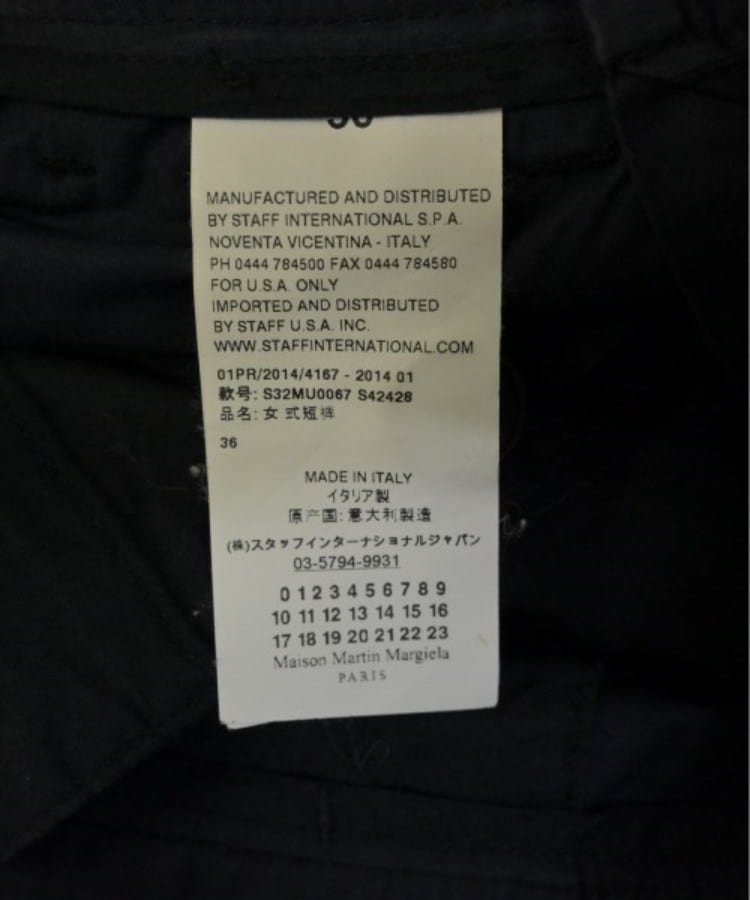 MANUFACTURED AND DISTRIBUTED
BY STAFF INTERNATIONAL S.P.A.
NOVENTA VICENTINA - ITALY
PH 0444 784500 FAX 0444 784580
FOR U.S.A. ONLY
IMPORTED AND DISTRIBUTED
BY STAFF U.S.A. INC.
WWW.STAFFINTERNATIONAL.COM
01PR/2014/4167 - 2014 01
款号: S32MU0067 S42428
品名: 女式短裤
36
MADE IN ITALY
イタリア製
原产国: 意大利製造
(株)スタッフインターナショナルジャパン
03-5794-9931
0 1 2 3 4 5 6 7 8 9
10 11 12 13 14 15 16
17 18 19 20 21 22 23
Maison Martin Margiela
PARIS